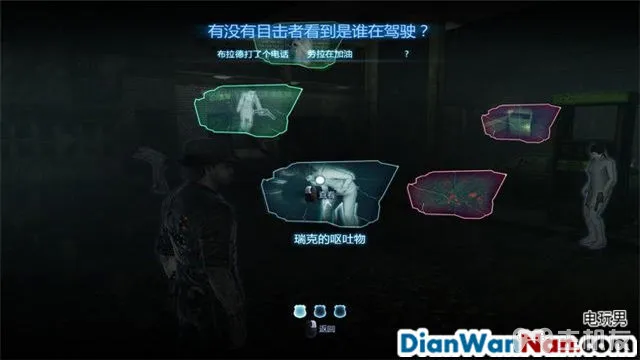 有没有目击者看到是谁在驾驶？
布拉德打了个电话 劳拉在加油 ?
查看
瑞克的呕吐物
返回
电玩男
DianWanNan.com